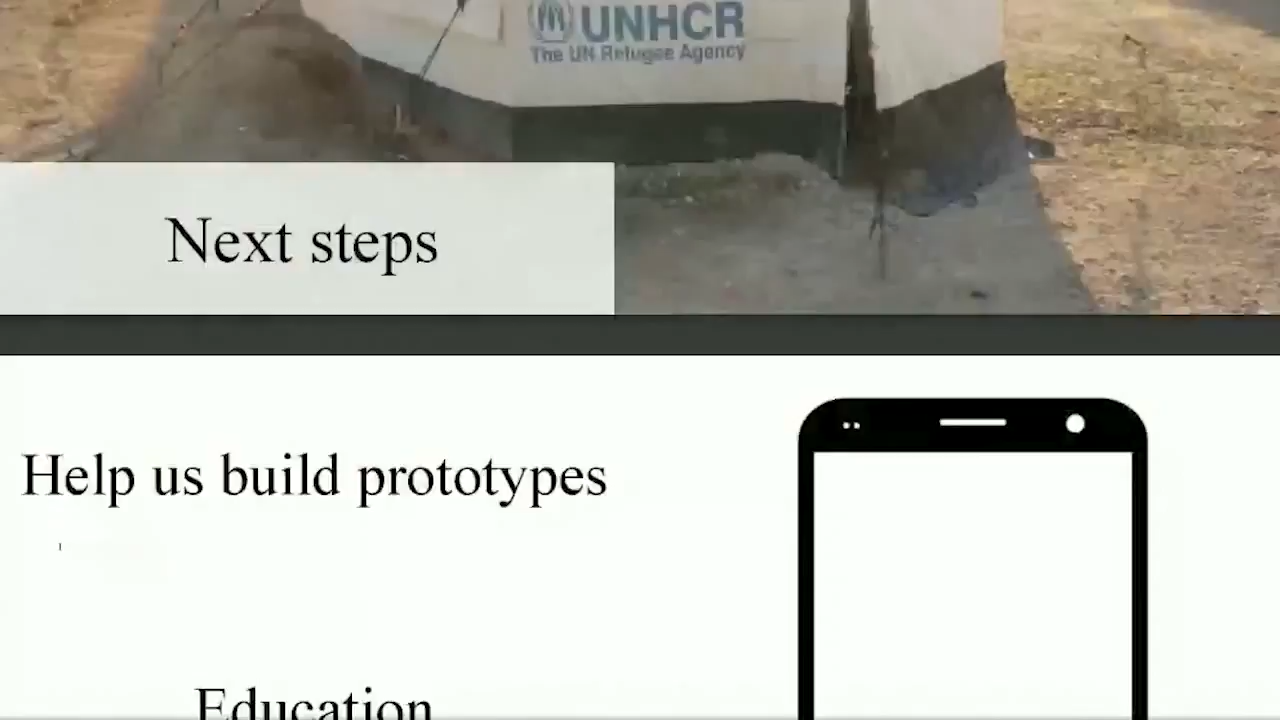 UNHCR
The UN Refugee Agency
Next steps
Help us build prototypes
Education